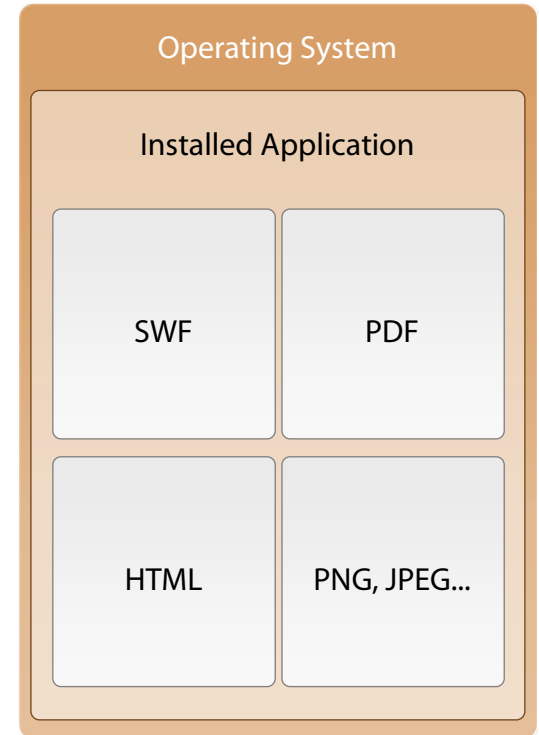 Operating System
Installed Application
SWF
PDF
HTML
PNG, JPEG...